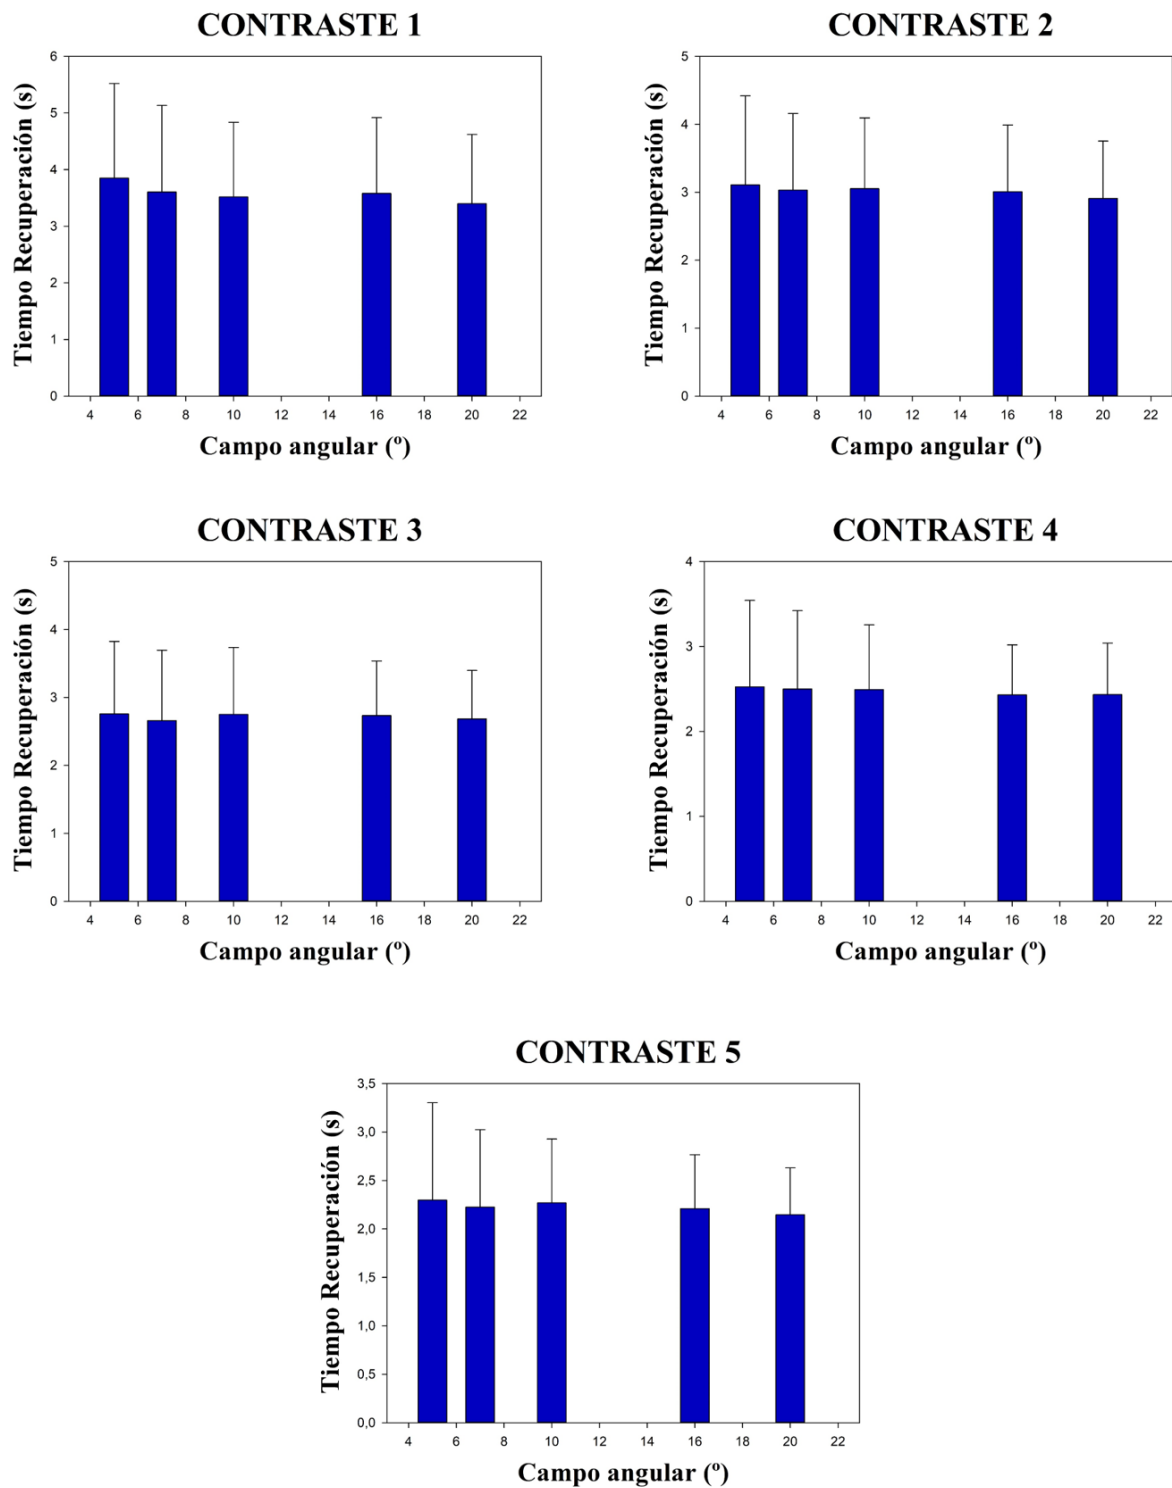 CONTRASTE 1
Tiempo Recuperación (s)
6
5
4
3
2
1
0
4 6 8 10 12 14 16 18 20 22
Campo angular (º)
CONTRASTE 2
Tiempo Recuperación (s)
5
4
3
2
1
0
4 6 8 10 12 14 16 18 20 22
Campo angular (º)
CONTRASTE 3
Tiempo Recuperación (s)
5
4
3
2
1
0
4 6 8 10 12 14 16 18 20 22
Campo angular (º)
CONTRASTE 4
Tiempo Recuperación (s)
4
3
2
1
0
4 6 8 10 12 14 16 18 20 22
Campo angular (º)
CONTRASTE 5
Tiempo Recuperación (s)
3,5
3,0
2,5
2,0
1,5
1,0
0,5
0,0
4 6 8 10 12 14 16 18 20 22
Campo angular (º)